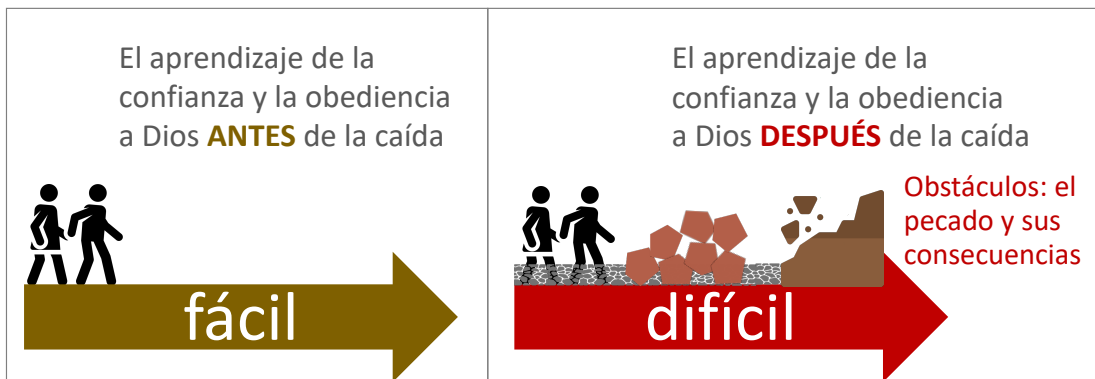 El aprendizaje de la
confianza y la obediencia
a Dios ANTES de la caída
fácil
El aprendizaje de la
confianza y la obediencia
a Dios DESPUÉS de la caída
Obstáculos: el
pecado y sus
consecuencias
difícil